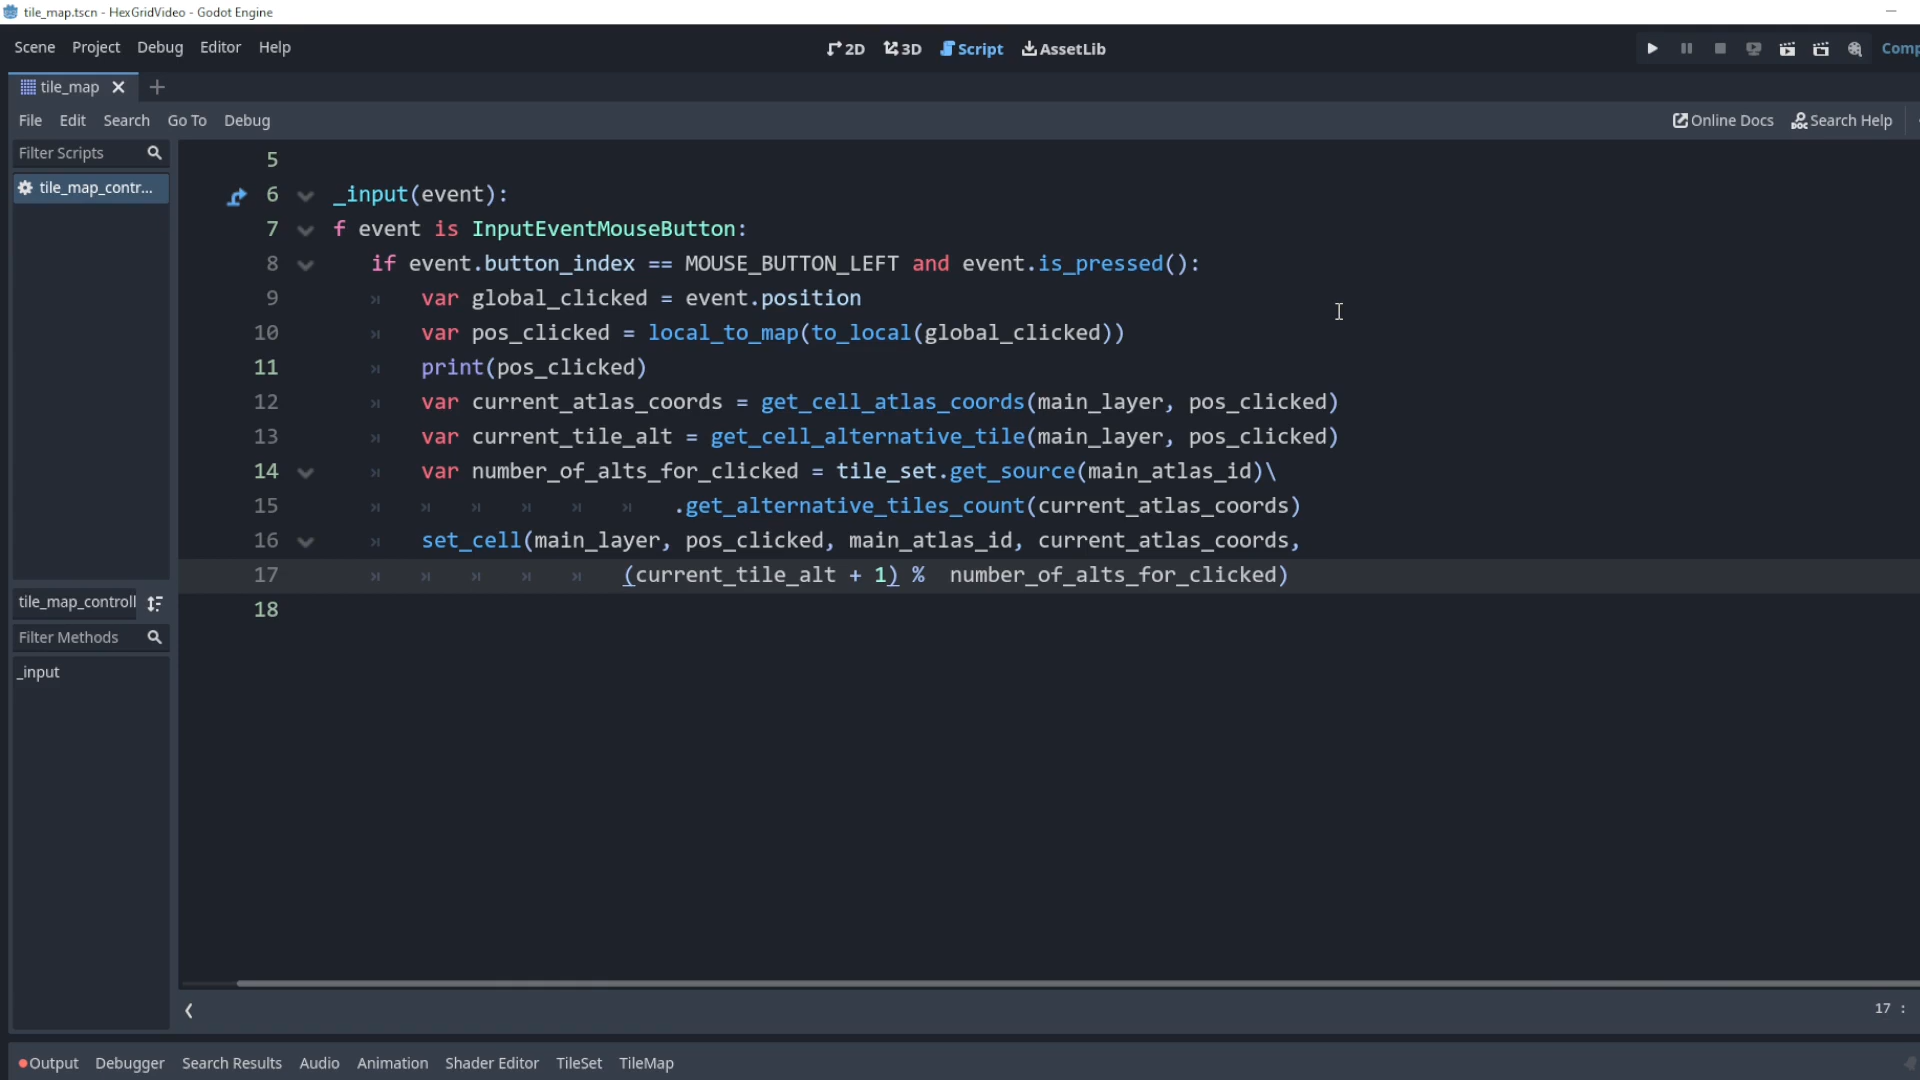 tile_map.tscn - HexGridVideo - Godot Engine
Scene Project Debug Editor Help
2D 3D Script AssetLib
tile_map
File Edit Search Go To Debug
Online Docs Search Help
Filter Scripts
tile_map_contr...
5
6 _input(event):
7 f event is InputEventMouseButton:
8 if event.button_index == MOUSE_BUTTON_LEFT and event.is_pressed():
9 var global_clicked = event.position
10 var pos_clicked = local_to_map(to_local(global_clicked))
11 print(pos_clicked)
12 var current_atlas_coords = get_cell_atlas_coords(main_layer, pos_clicked)
13 var current_tile_alt = get_cell_alternative_tile(main_layer, pos_clicked)
14 var number_of_alts_for_clicked = tile_set.get_source(main_atlas_id)\
15 .get_alternative_tiles_count(current_atlas_coords)
16 set_cell(main_layer, pos_clicked, main_atlas_id, current_atlas_coords,
17 (current_tile_alt + 1) %  number_of_alts_for_clicked)
18
tile_map_controll
Filter Methods
_input
17 :
Output Debugger Search Results Audio Animation Shader Editor TileSet TileMap